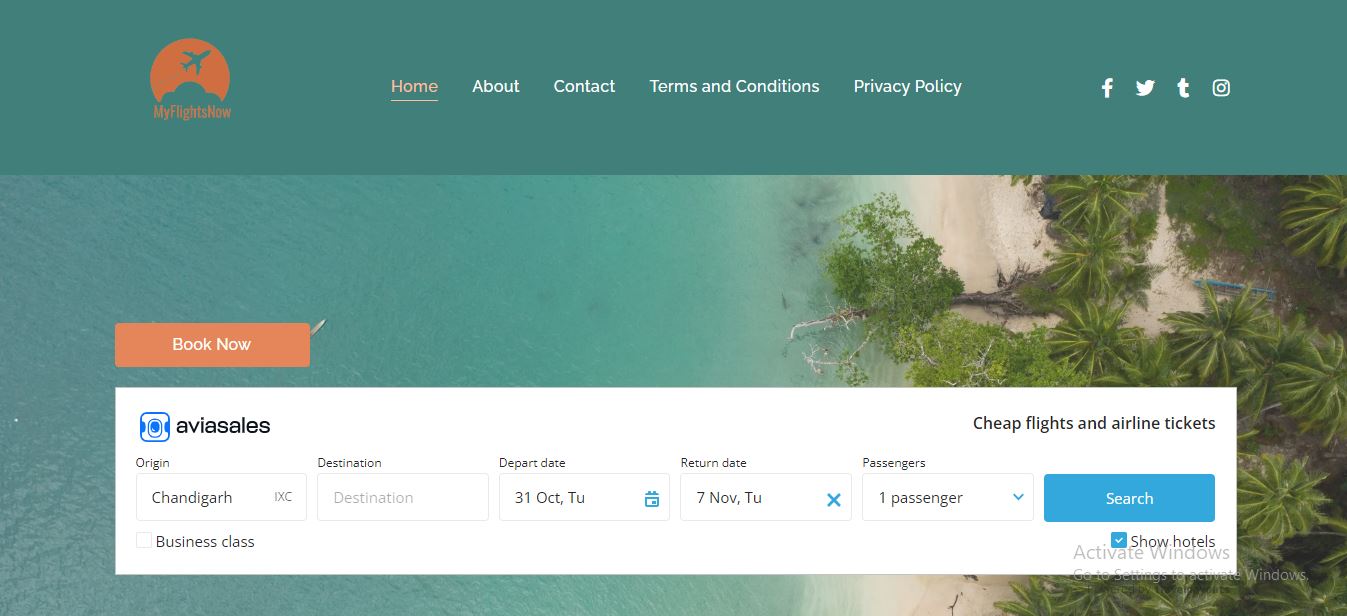 MyFlightsNow
Home About Contact Terms and Conditions Privacy Policy
Book Now
aviasales
Cheap flights and airline tickets
Origin Destination Depart date Return date Passengers
Chandigarh IXC Destination 31 Oct, Tu 7 Nov, Tu 1 passenger Search
Business class Show hotels
Activate Windows
Go to Settings to activate Windows.